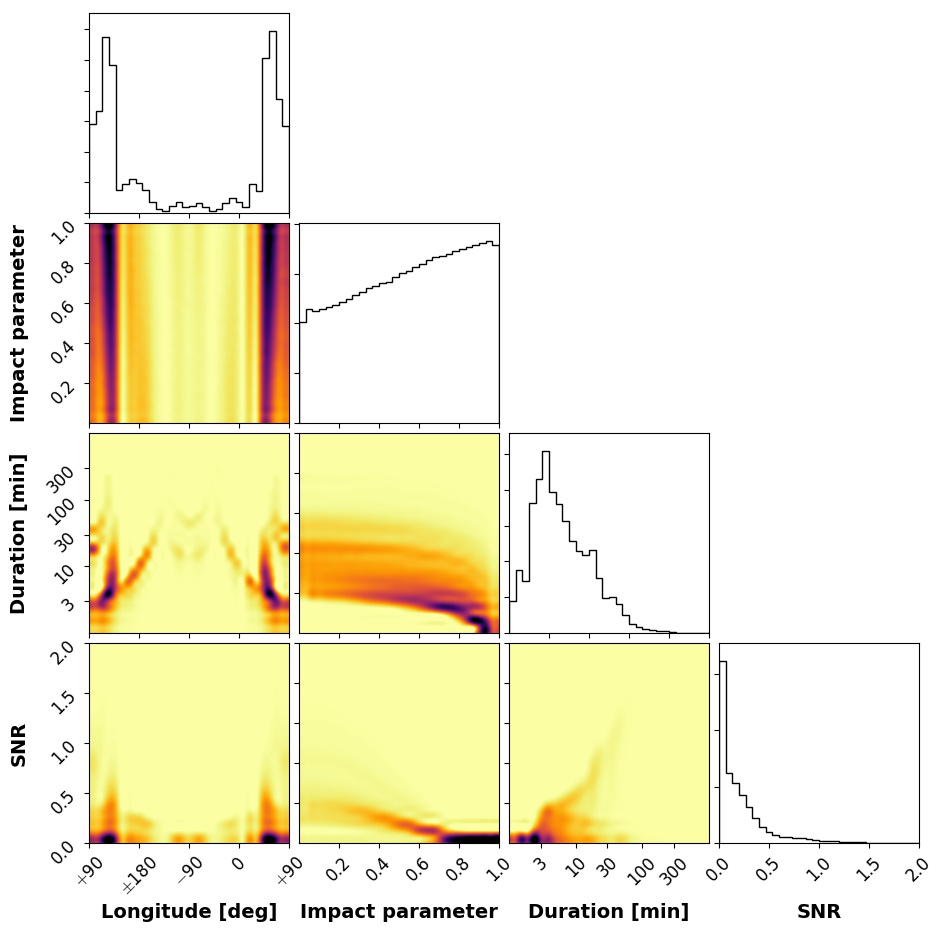 1.0
0.8
0.6
0.4
0.2
Impact parameter
300
100
30
10
3
Duration [min]
2.0
1.5
1.0
0.5
0.0
SNR
+90 ±180 −90 0 +90
0.2 0.4 0.6 0.8 1.0
3 10 30 100 300
0.0 0.5 1.0 1.5 2.0
Longitude [deg] Impact parameter Duration [min] SNR